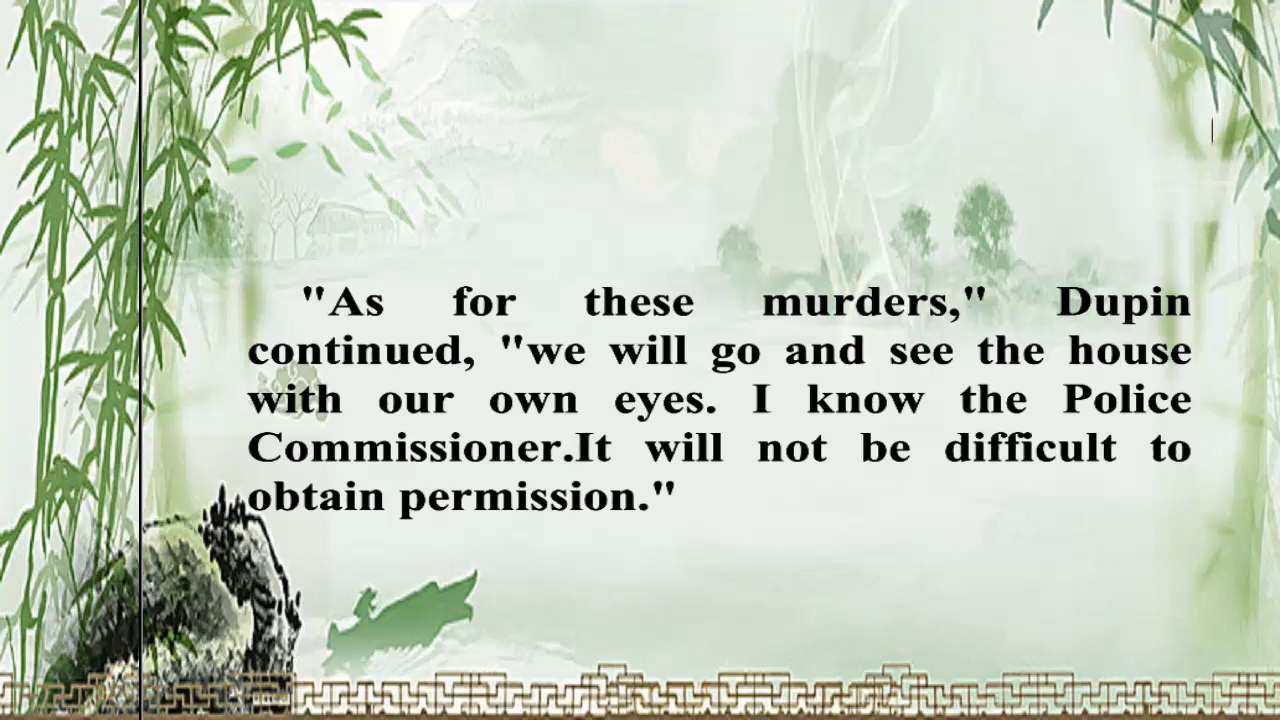 "As for these murders," Dupin
continued, "we will go and see the house
with our own eyes. I know the Police
Commissioner.It will not be difficult to
obtain permission."